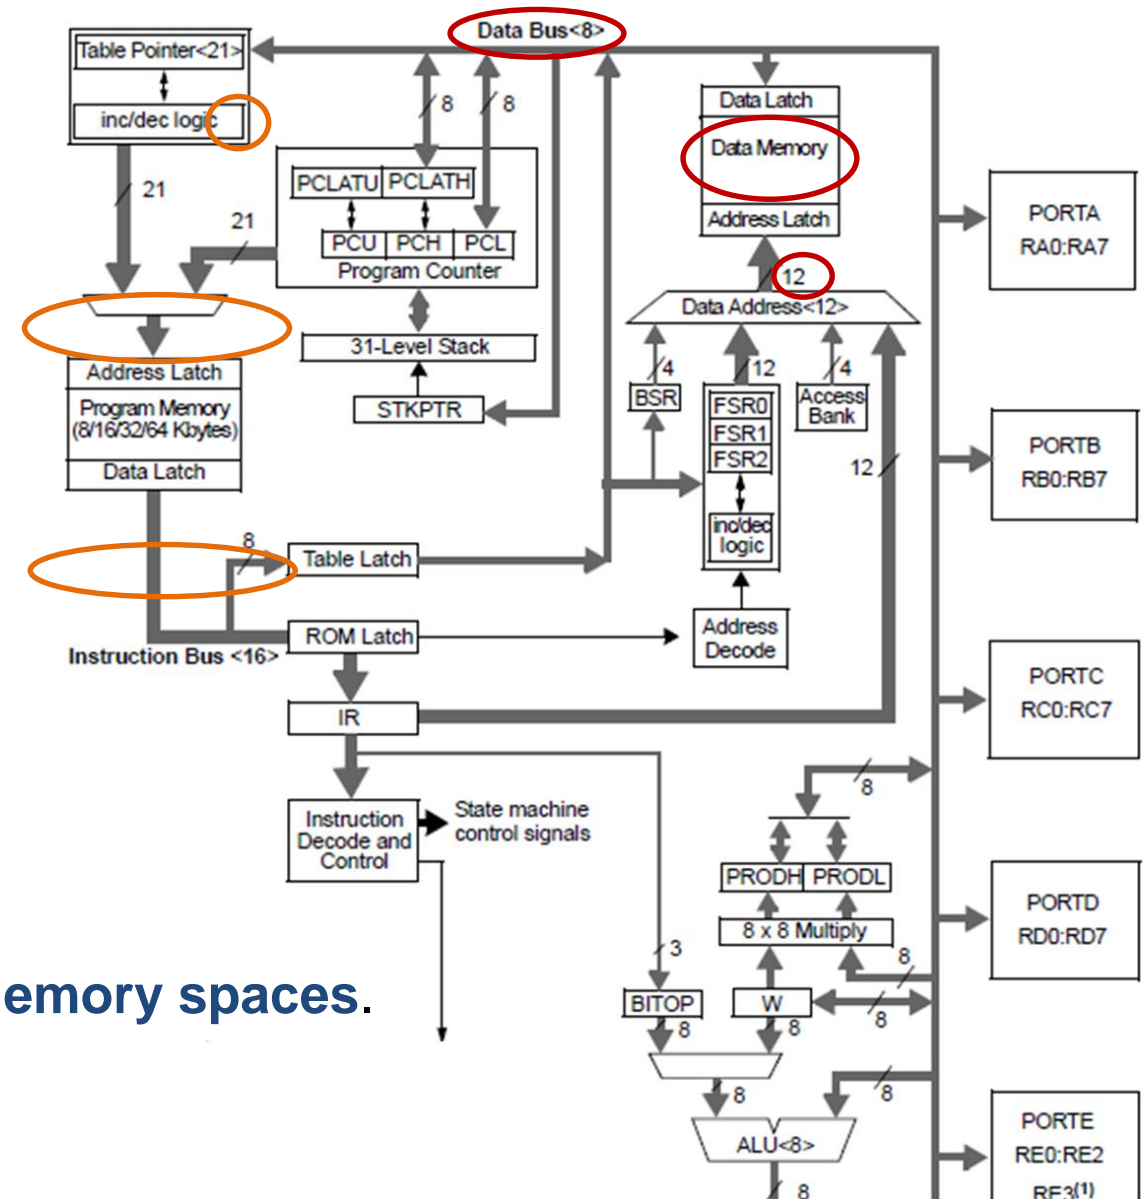 Data Bus<8>
Table Pointer<21>
inc/dec logic
21
8
8
PCLATU PCLATH
PCU PCH PCL
Program Counter
21
31-Level Stack
STKPTR
Address Latch
Program Memory
(8/16/32/64 Kbytes)
Data Latch
8
Table Latch
ROM Latch
Instruction Bus <16>
IR
Instruction
Decode and
Control
State machine
control signals
Data Latch
Data Memory
Address Latch
12
Data Address<12>
4
12
4
BSR
FSR0
FSR1
FSR2
inc/dec
logic
Access
Bank
12
Address
Decode
8
PRODH PRODL
8 x 8 Multiply
3
8
BITOP
W
8
8
8
8
8
ALU<8>
8
PORTA
RA0:RA7
PORTB
RB0:RB7
PORTC
RC0:RC7
PORTD
RD0:RD7
PORTE
RE0:RE2
RE3(1)
emory spaces.